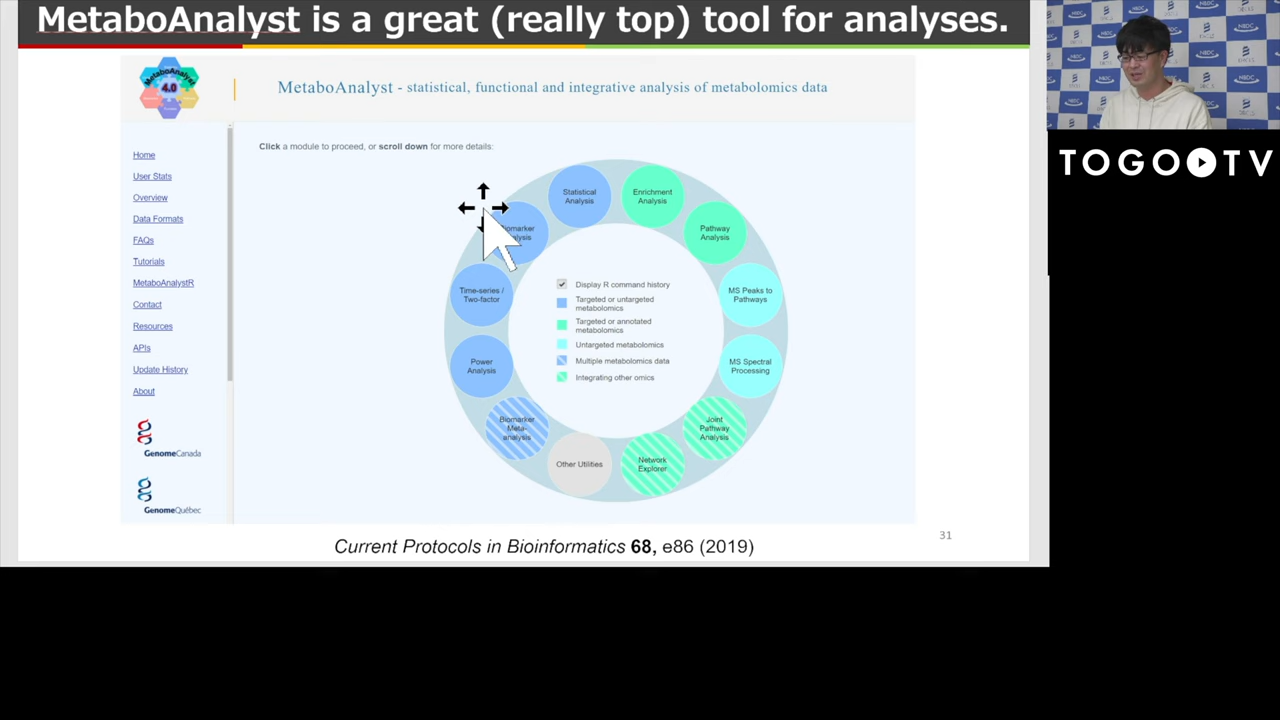 MetaboAnalyst is a great (really top) tool for analyses.
MetaboAnalyst
4.0
MetaboAnalyst - statistical, functional and integrative analysis of metabolomics data
Click a module to proceed, or scroll down for more details:
Home
User Stats
Overview
Data Formats
FAQs
Tutorials
MetaboAnalystR
Contact
Resources
APIs
Update History
About
GenomeCanada
GenomeQuébec
Statistical
Analysis
Enrichment
Analysis
Pathway
Analysis
MS Peaks to
Pathways
MS Spectral
Processing
Joint
Pathway
Analysis
Network
Explorer
Other Utilities
Biomarker
Meta-
analysis
Power
Analysis
Time-series /
Two-factor
Display R command history
Targeted or untargeted
metabolomics
Targeted or annotated
metabolomics
Untargeted metabolomics
Multiple metabolomics data
Integrating other omics
Current Protocols in Bioinformatics 68, e86 (2019)
31
NBDC
TOGO TV